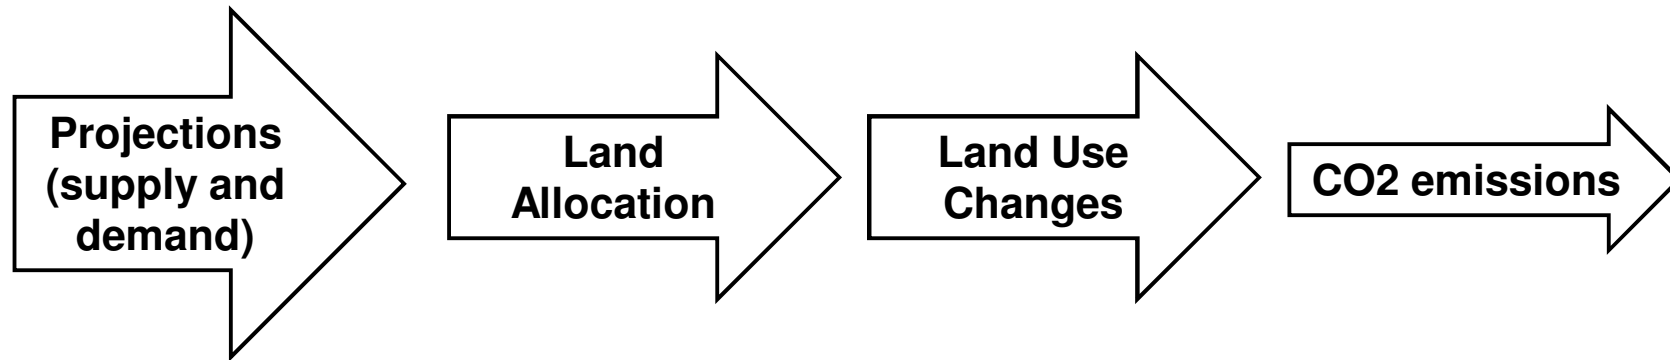 Projections
(supply and
demand)
Land
Allocation
Land Use
Changes
CO2 emissions